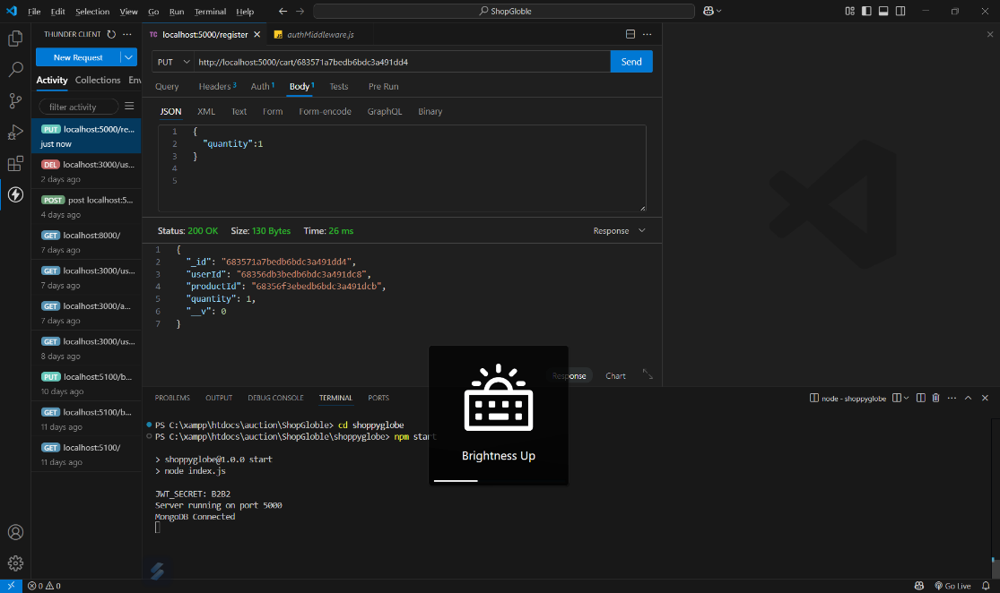 File Edit Selection View Go Run Terminal Help
ShopGloble
THUNDER CLIENT
New Request
Activity Collections Env
filter activity
PUT localhost:5000/re...
just now
DEL localhost:3000/us...
2 days ago
POST post localhost:5...
4 days ago
GET localhost:8000/
7 days ago
GET localhost:3000/us...
7 days ago
GET localhost:3000/a...
7 days ago
GET localhost:3000/us...
8 days ago
PUT localhost:5100/b...
10 days ago
GET localhost:5100/b...
11 days ago
GET localhost:5100/
11 days ago
TC localhost:5000/register
JS authMiddleware.js
PUT http://localhost:5000/cart/683571a7bedb6bdc3a491dd4 Send
Query Headers 3 Auth 1 Body 1 Tests Pre Run
JSON XML Text Form Form-encode GraphQL Binary
1 {
2 "quantity":1
3 }
4
5
Status: 200 OK Size: 130 Bytes Time: 26 ms Response
1 {
2 "_id": "683571a7bedb6bdc3a491dd4",
3 "userId": "68356db3bedb6bdc3a491dc8",
4 "productId": "68356f3ebedb6bdc3a491dcb",
5 "quantity": 1,
6 "__v": 0
7 }
Response Chart
Brightness Up
PROBLEMS OUTPUT DEBUG CONSOLE TERMINAL PORTS
node - shoppyglobe
PS C:\xampp\htdocs\auction\ShopGloble> cd shoppyglobe
PS C:\xampp\htdocs\auction\ShopGloble\shoppyglobe> npm start
> shoppyglobe@1.0.0 start
> node index.js
JWT_SECRET: B2B2
Server running on port 5000
MongoDB Connected
0 0
Go Live